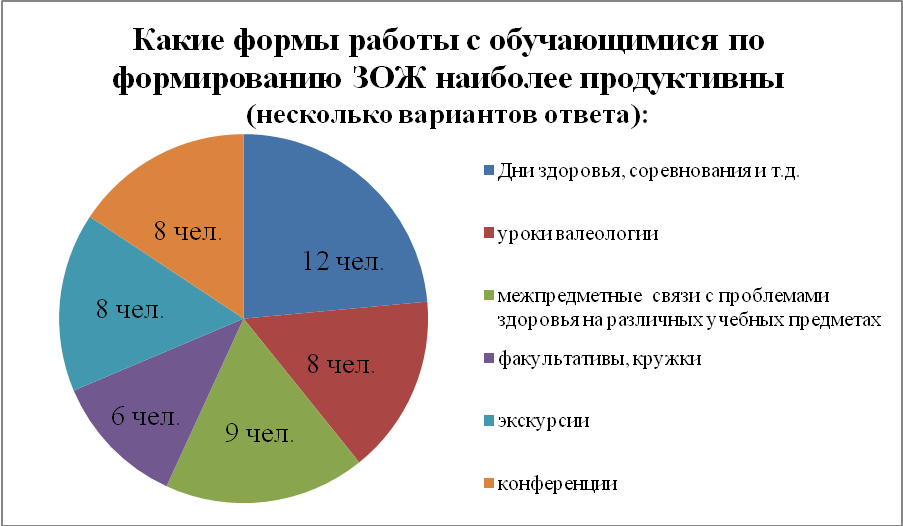 Какие формы работы с обучающимися по
формированию ЗОЖ наиболее продуктивны
(несколько вариантов ответа):
8 чел.
12 чел.
8 чел.
8 чел.
6 чел.
9 чел.
Дни здоровья, соревнования и т.д.
уроки валеологии
межпредметные связи с проблемами
здоровья на различных учебных предметах
факультативы, кружки
экскурсии
конференции